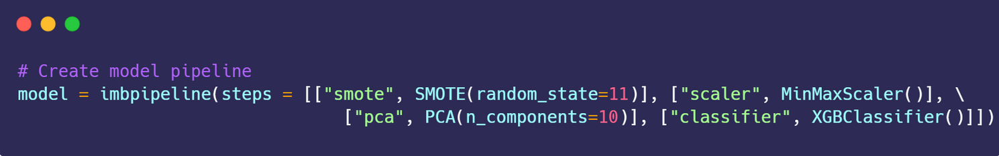 # Create model pipeline
model = imbpipeline(steps = [["smote", SMOTE(random_state=11)], ["scaler", MinMaxScaler()], \
["pca", PCA(n_components=10)], ["classifier", XGBClassifier()]])